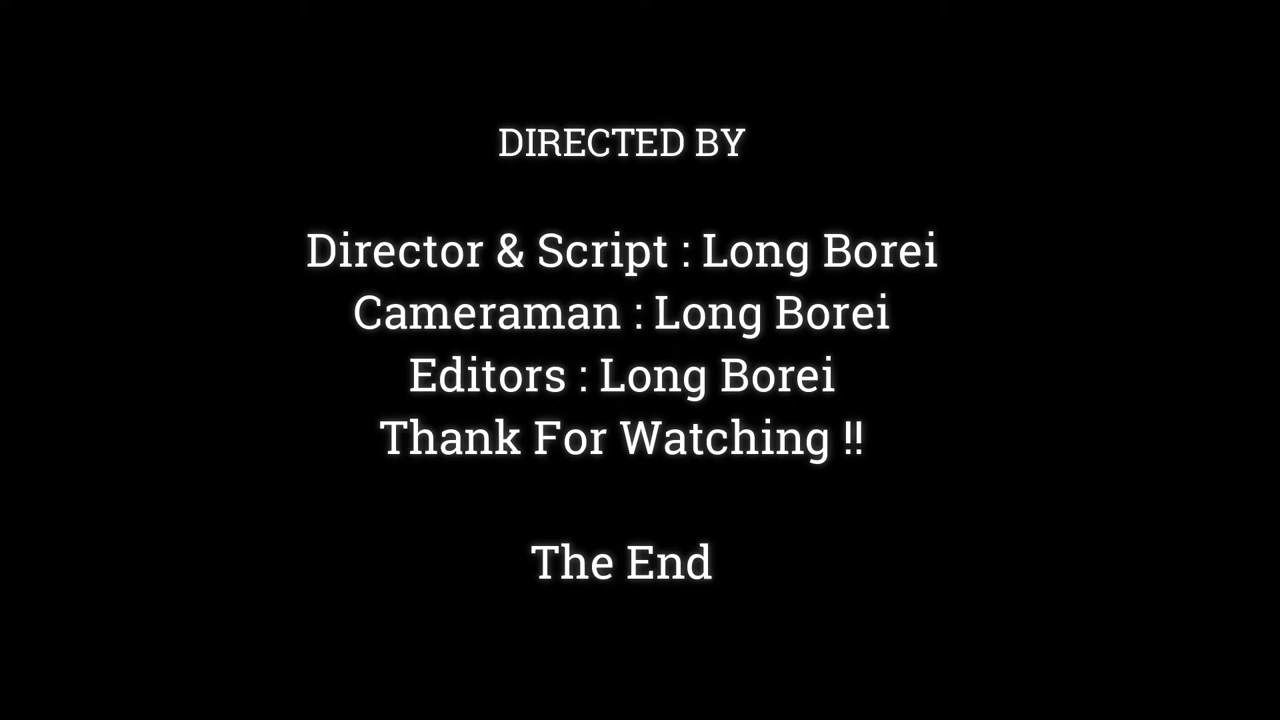 DIRECTED BY
Director & Script : Long Borei
Cameraman : Long Borei
Editors : Long Borei
Thank For Watching !!
The End